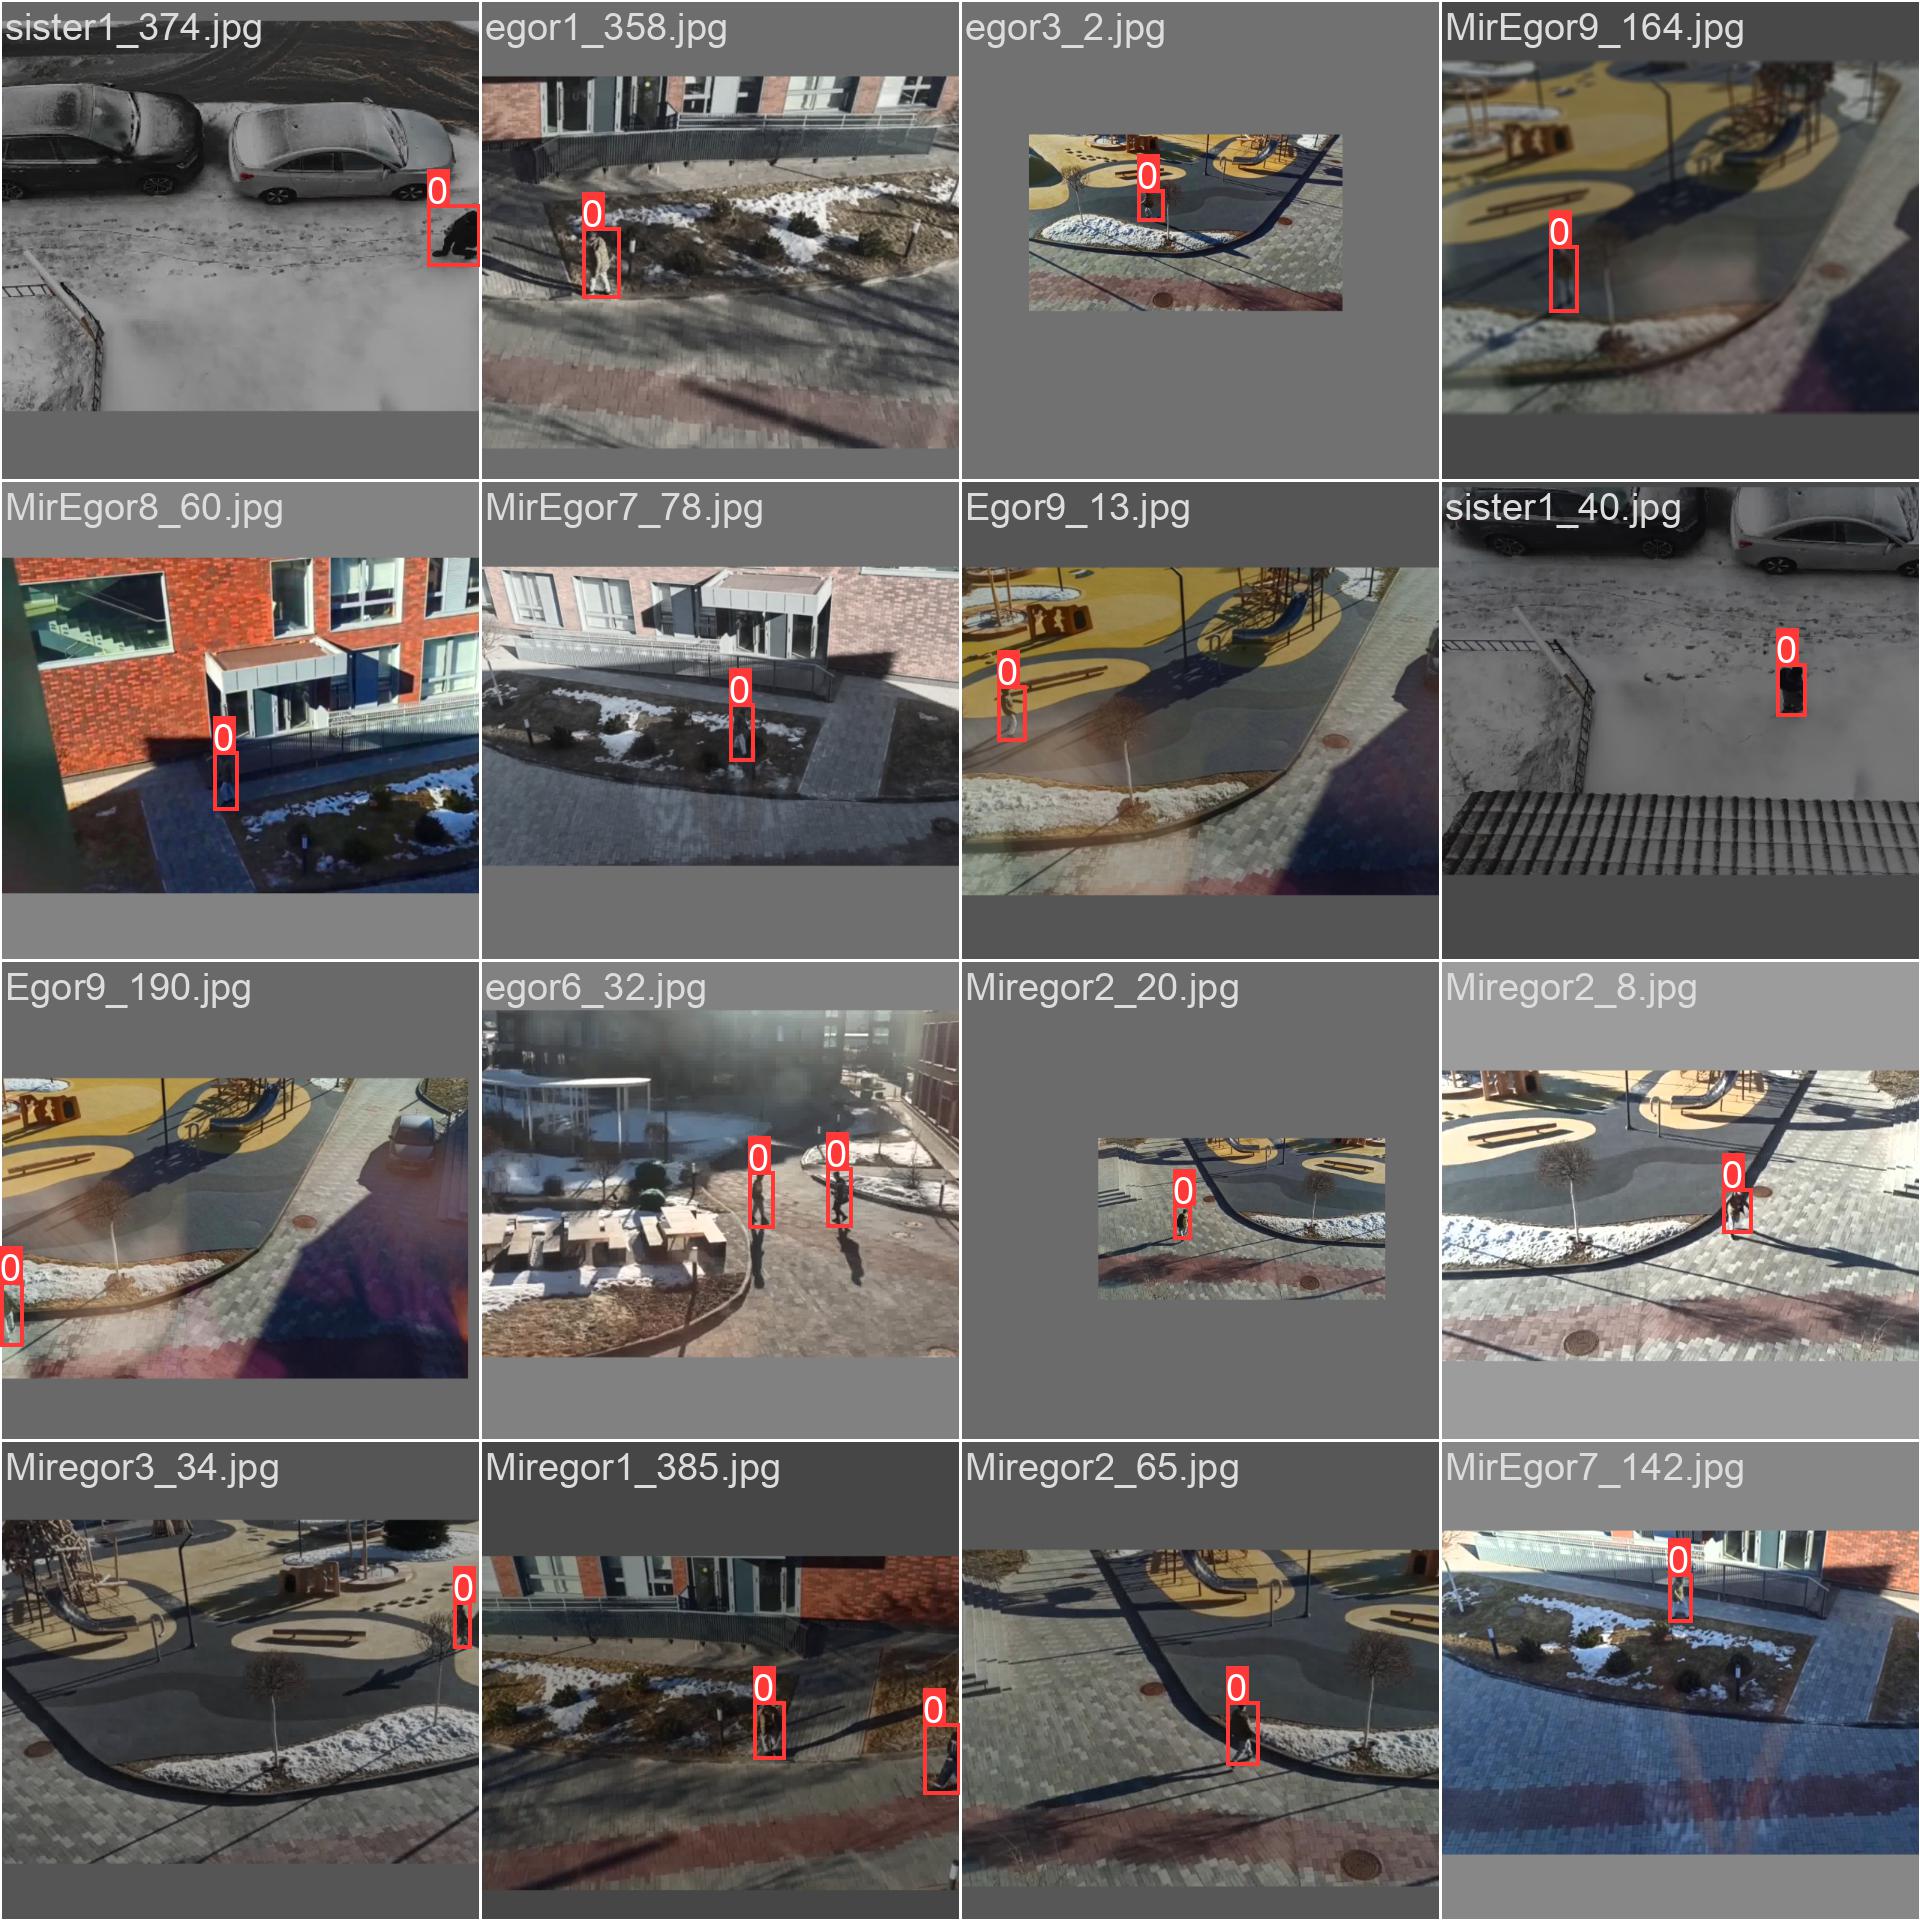 sister1_374.jpg
0
egor1_358.jpg
0
egor3_2.jpg
0
MirEgor9_164.jpg
0
MirEgor8_60.jpg
0
MirEgor7_78.jpg
0
Egor9_13.jpg
0
sister1_40.jpg
0
Egor9_190.jpg
0
egor6_32.jpg
0 0
Miregor2_20.jpg
0
Miregor2_8.jpg
0
Miregor3_34.jpg
0
Miregor1_385.jpg
0
0
Miregor2_65.jpg
0
MirEgor7_142.jpg
0